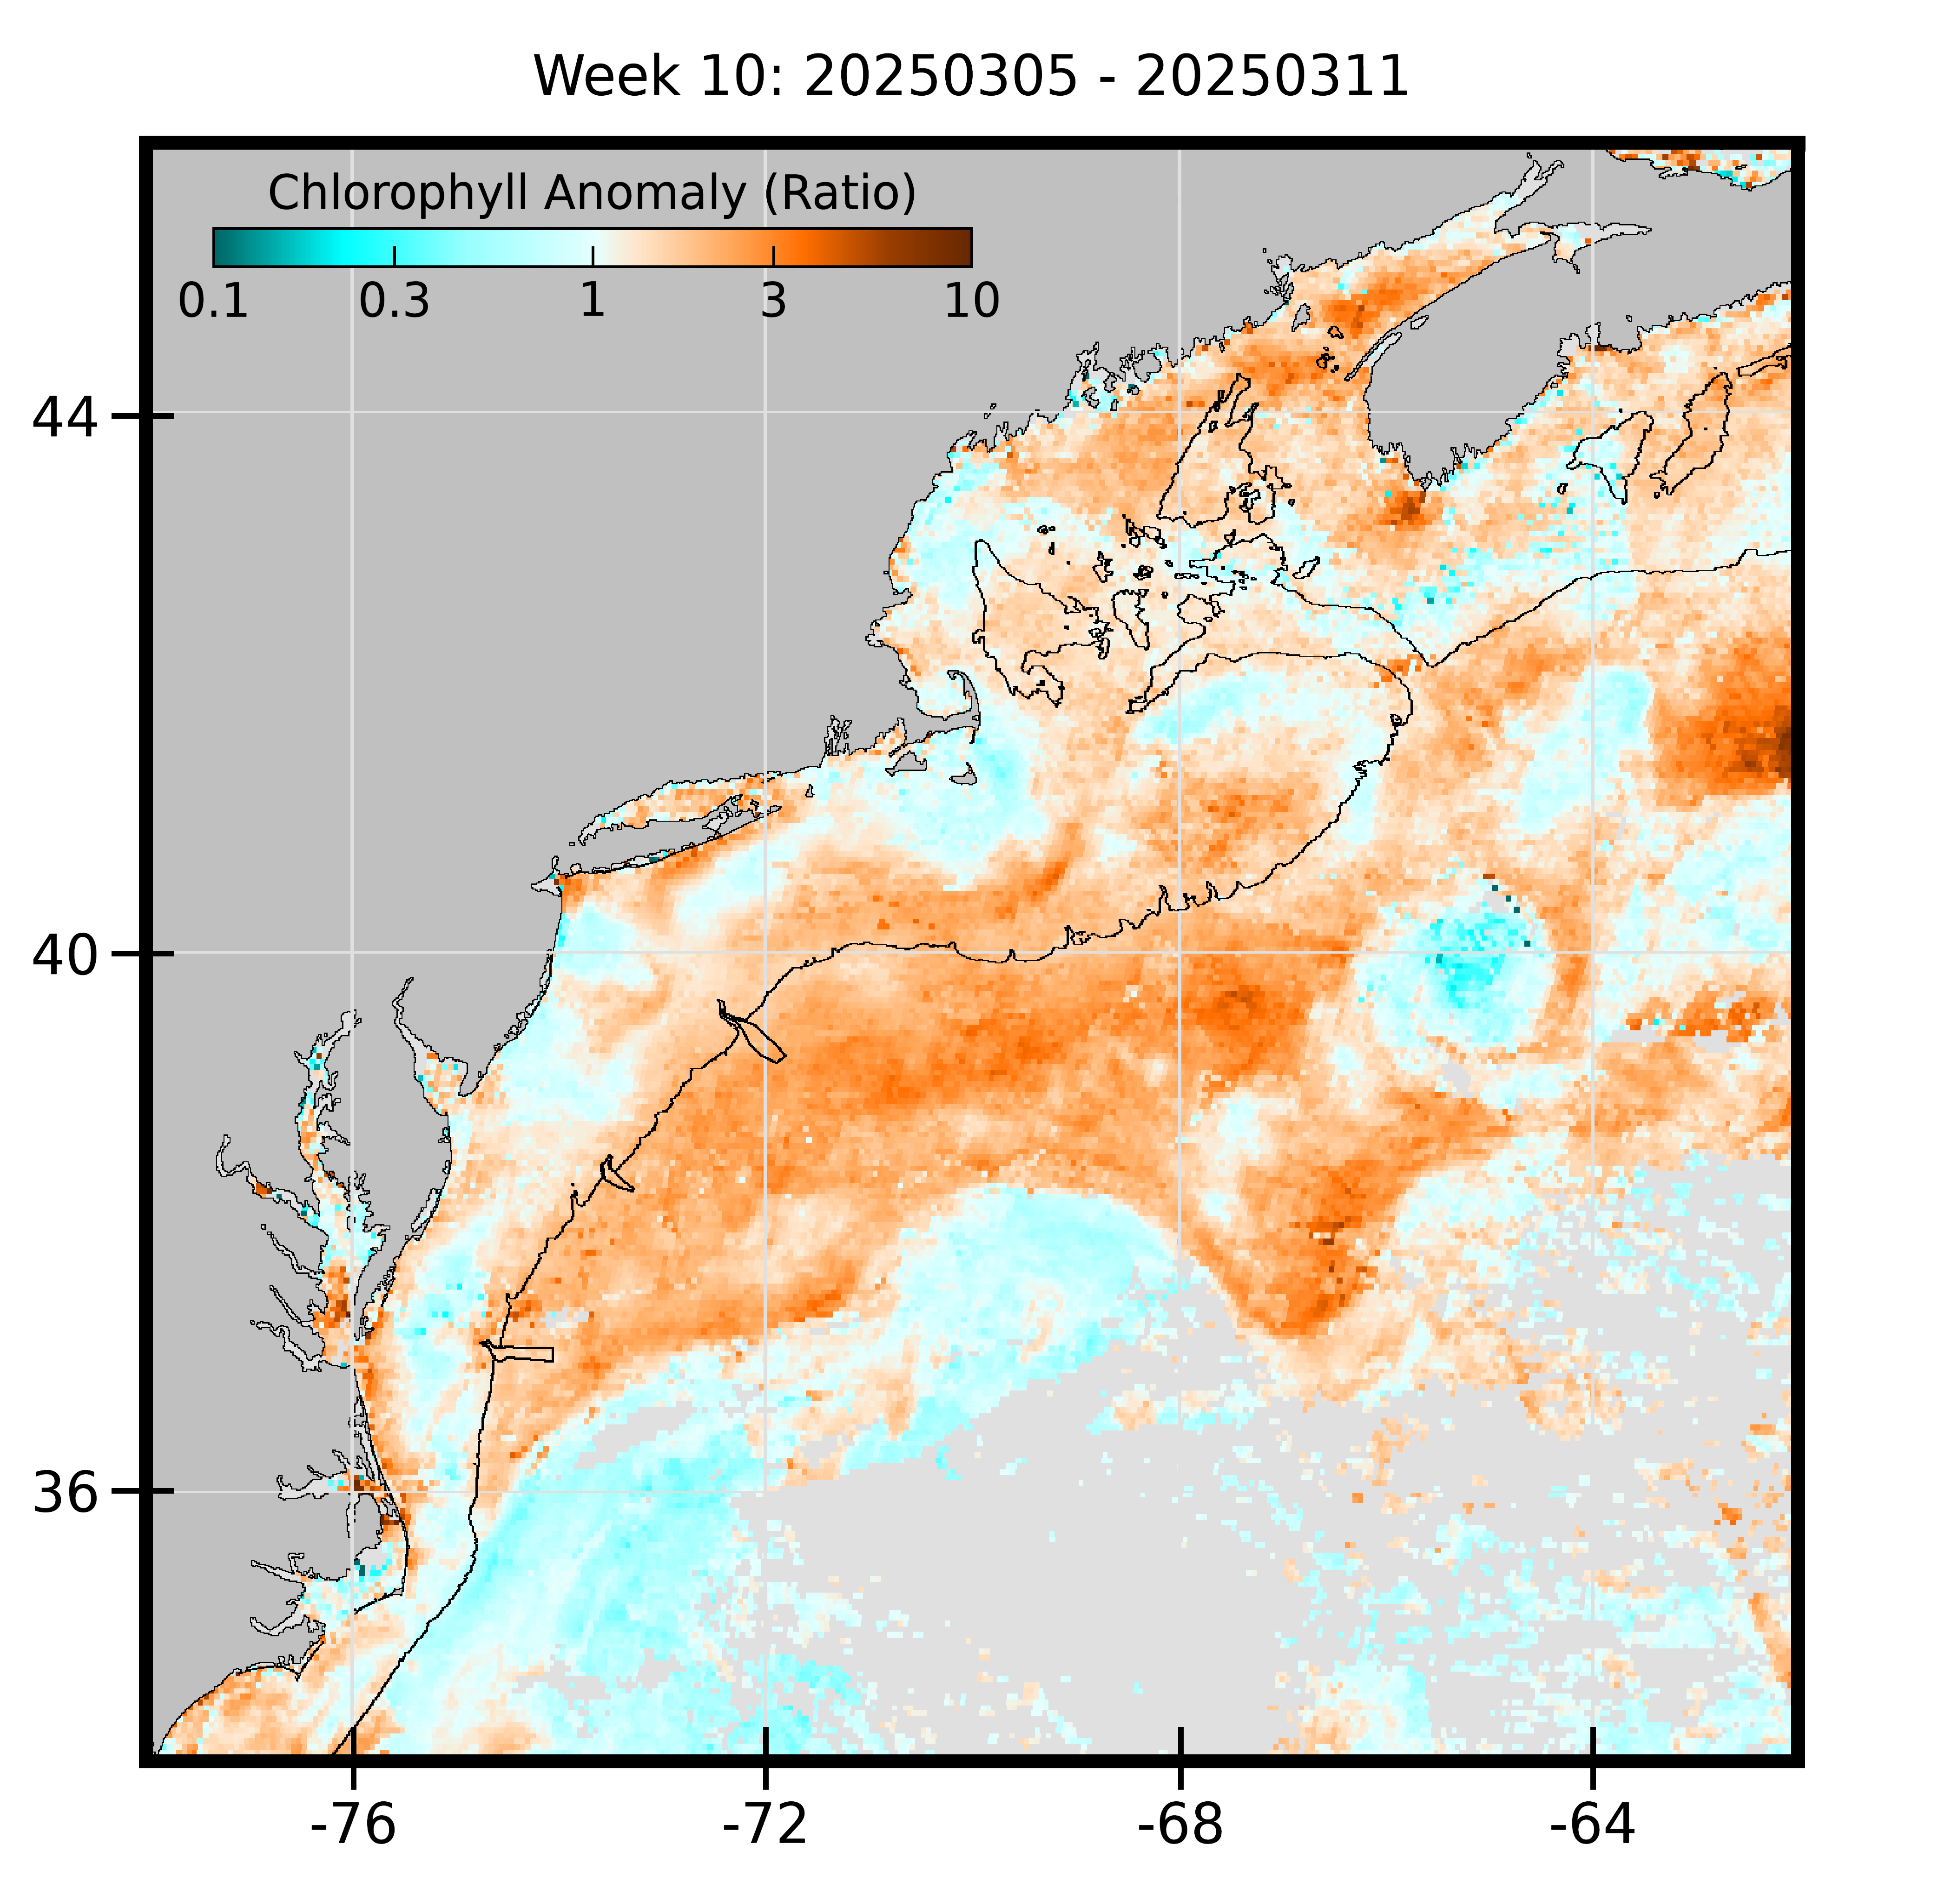 Week 10: 20250305 - 20250311
Chlorophyll Anomaly (Ratio)
0.1 0.3 1 3 10
44
40
36
-76 -72 -68 -64